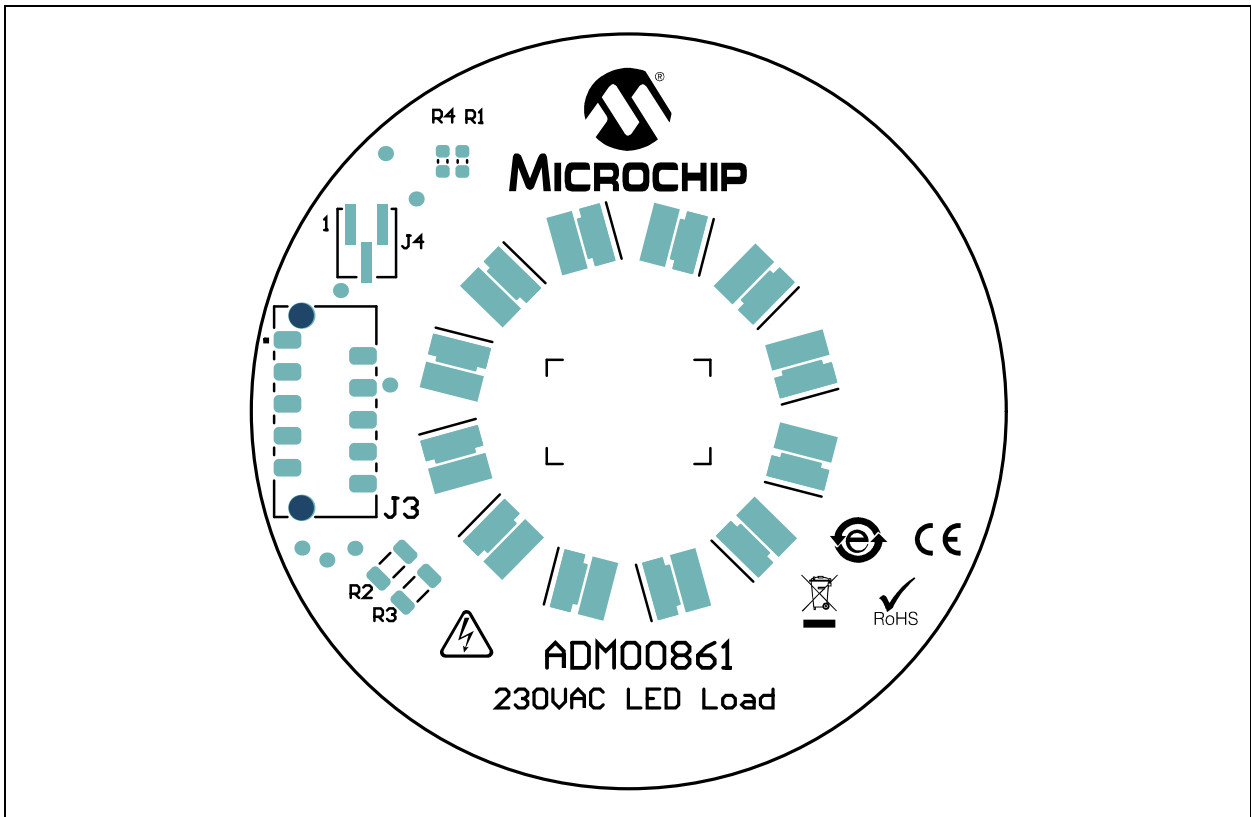 ®
MICROCHIP
R4 R1
1
J4
J3
R2
R3
e
CE
RoHS
ADM00861
230VAC LED Load